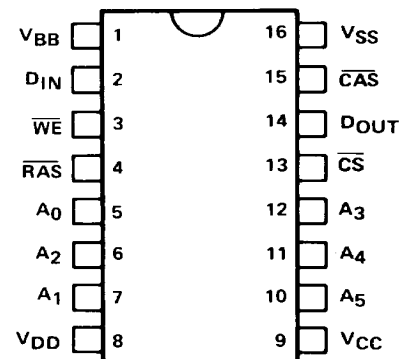 VBB 1 16 VSS
DIN 2 15 CAS
WE 3 14 DOUT
RAS 4 13 CS
A0 5 12 A3
A2 6 11 A4
A1 7 10 A5
VDD 8 9 VCC